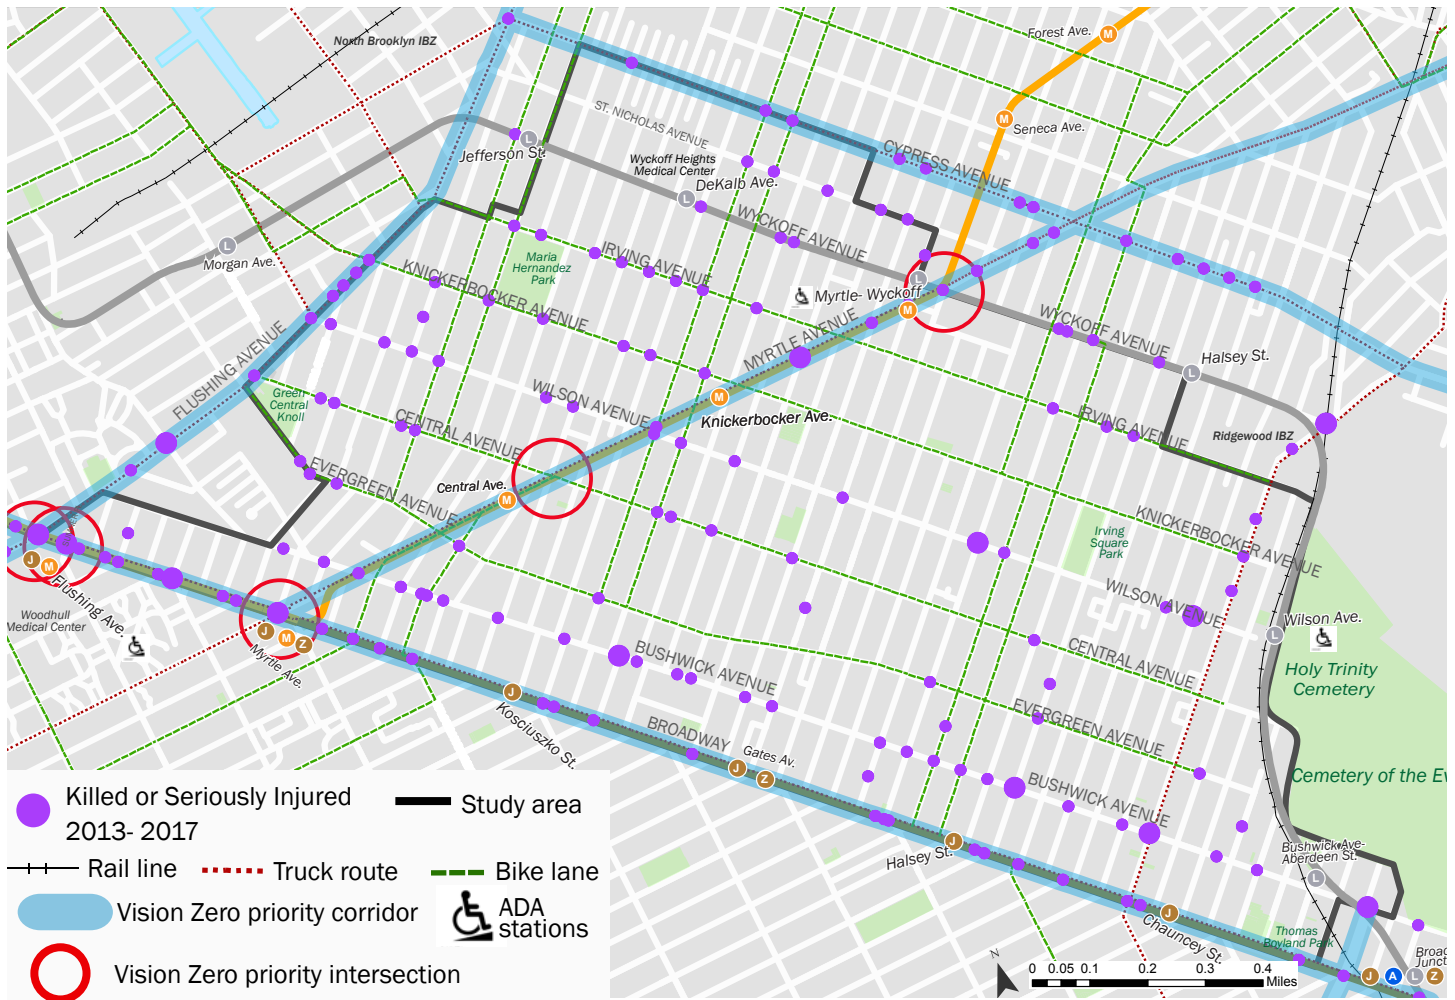 North Brooklyn IBZ
Forest Ave.
M
M
Seneca Ave.
ST. NICHOLAS AVENUE
L
Jefferson St.
Wyckoff Heights
Medical Center
CYPRESS AVENUE
L
DeKalb Ave.
WYCKOFF AVENUE
L
Morgan Ave.
Maria
Hernandez
Park
IRVING AVENUE
KNICKERBOCKER AVENUE
L
Myrtle- Wyckoff
M
MYRTLE AVENUE
WYCKOFF AVENUE
Halsey St.
L
FLUSHING AVENUE
Green
Central
Knoll
WILSON AVENUE
M
Knickerbocker Ave.
CENTRAL AVENUE
IRVING AVENUE
Ridgewood IBZ
EVERGREEN AVENUE
Central Ave.
M
KNICKERBOCKER AVENUE
Irving
Square
Park
J
M
Flushing Ave.
Woodhull
Medical Center
WILSON AVENUE
L
Wilson Ave.
J
M
Z
Myrtle Ave.
BUSHWICK AVENUE
CENTRAL AVENUE
Holy Trinity
Cemetery
J
Kosciuszko St.
EVERGREEN AVENUE
BROADWAY
Gates Av.
J
Z
BUSHWICK AVENUE
Cemetery of the Ev
Halsey St.
J
Bushwick Ave-
Aberdeen St.
L
J
Chauncey St.
Thomas
Boyland Park
Broad
Junct
J
A
L
Z
Killed or Seriously Injured
2013- 2017
Study area
Rail line
Truck route
Bike lane
Vision Zero priority corridor
ADA
stations
Vision Zero priority intersection
N
0 0.05 0.1 0.2 0.3 0.4
Miles